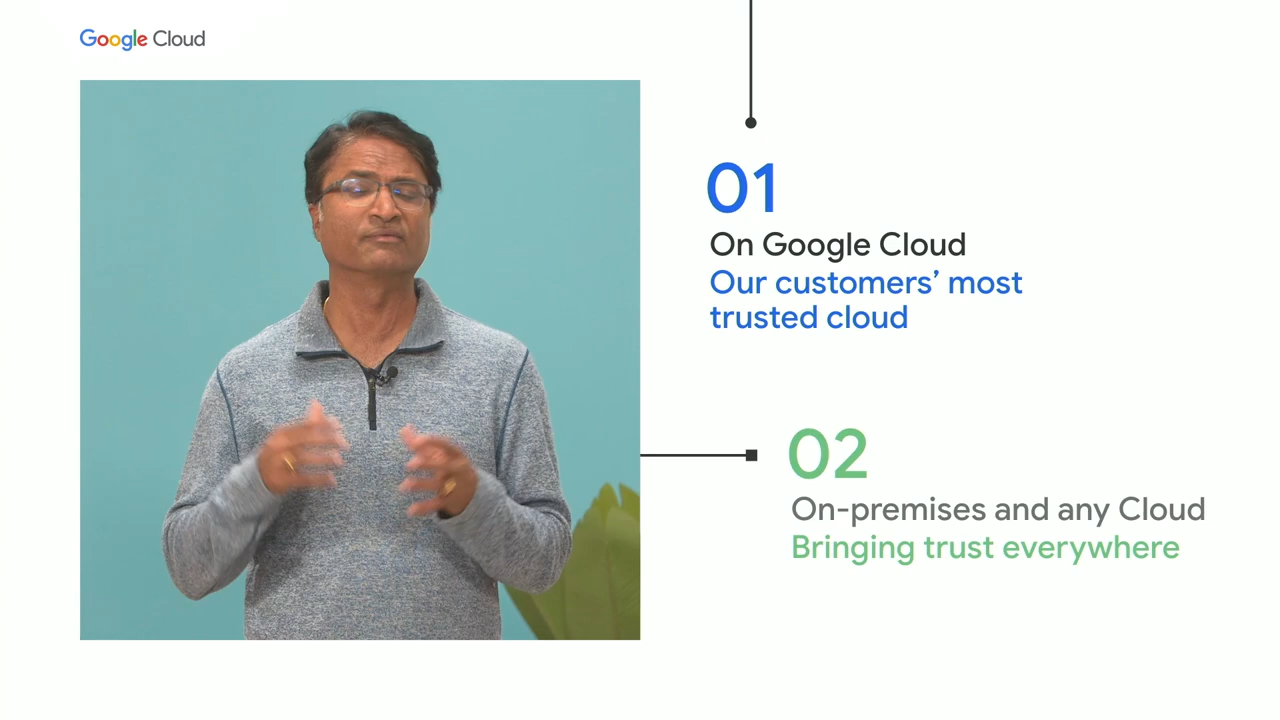 Google Cloud
01
On Google Cloud
Our customers’ most
trusted cloud
02
On-premises and any Cloud
Bringing trust everywhere